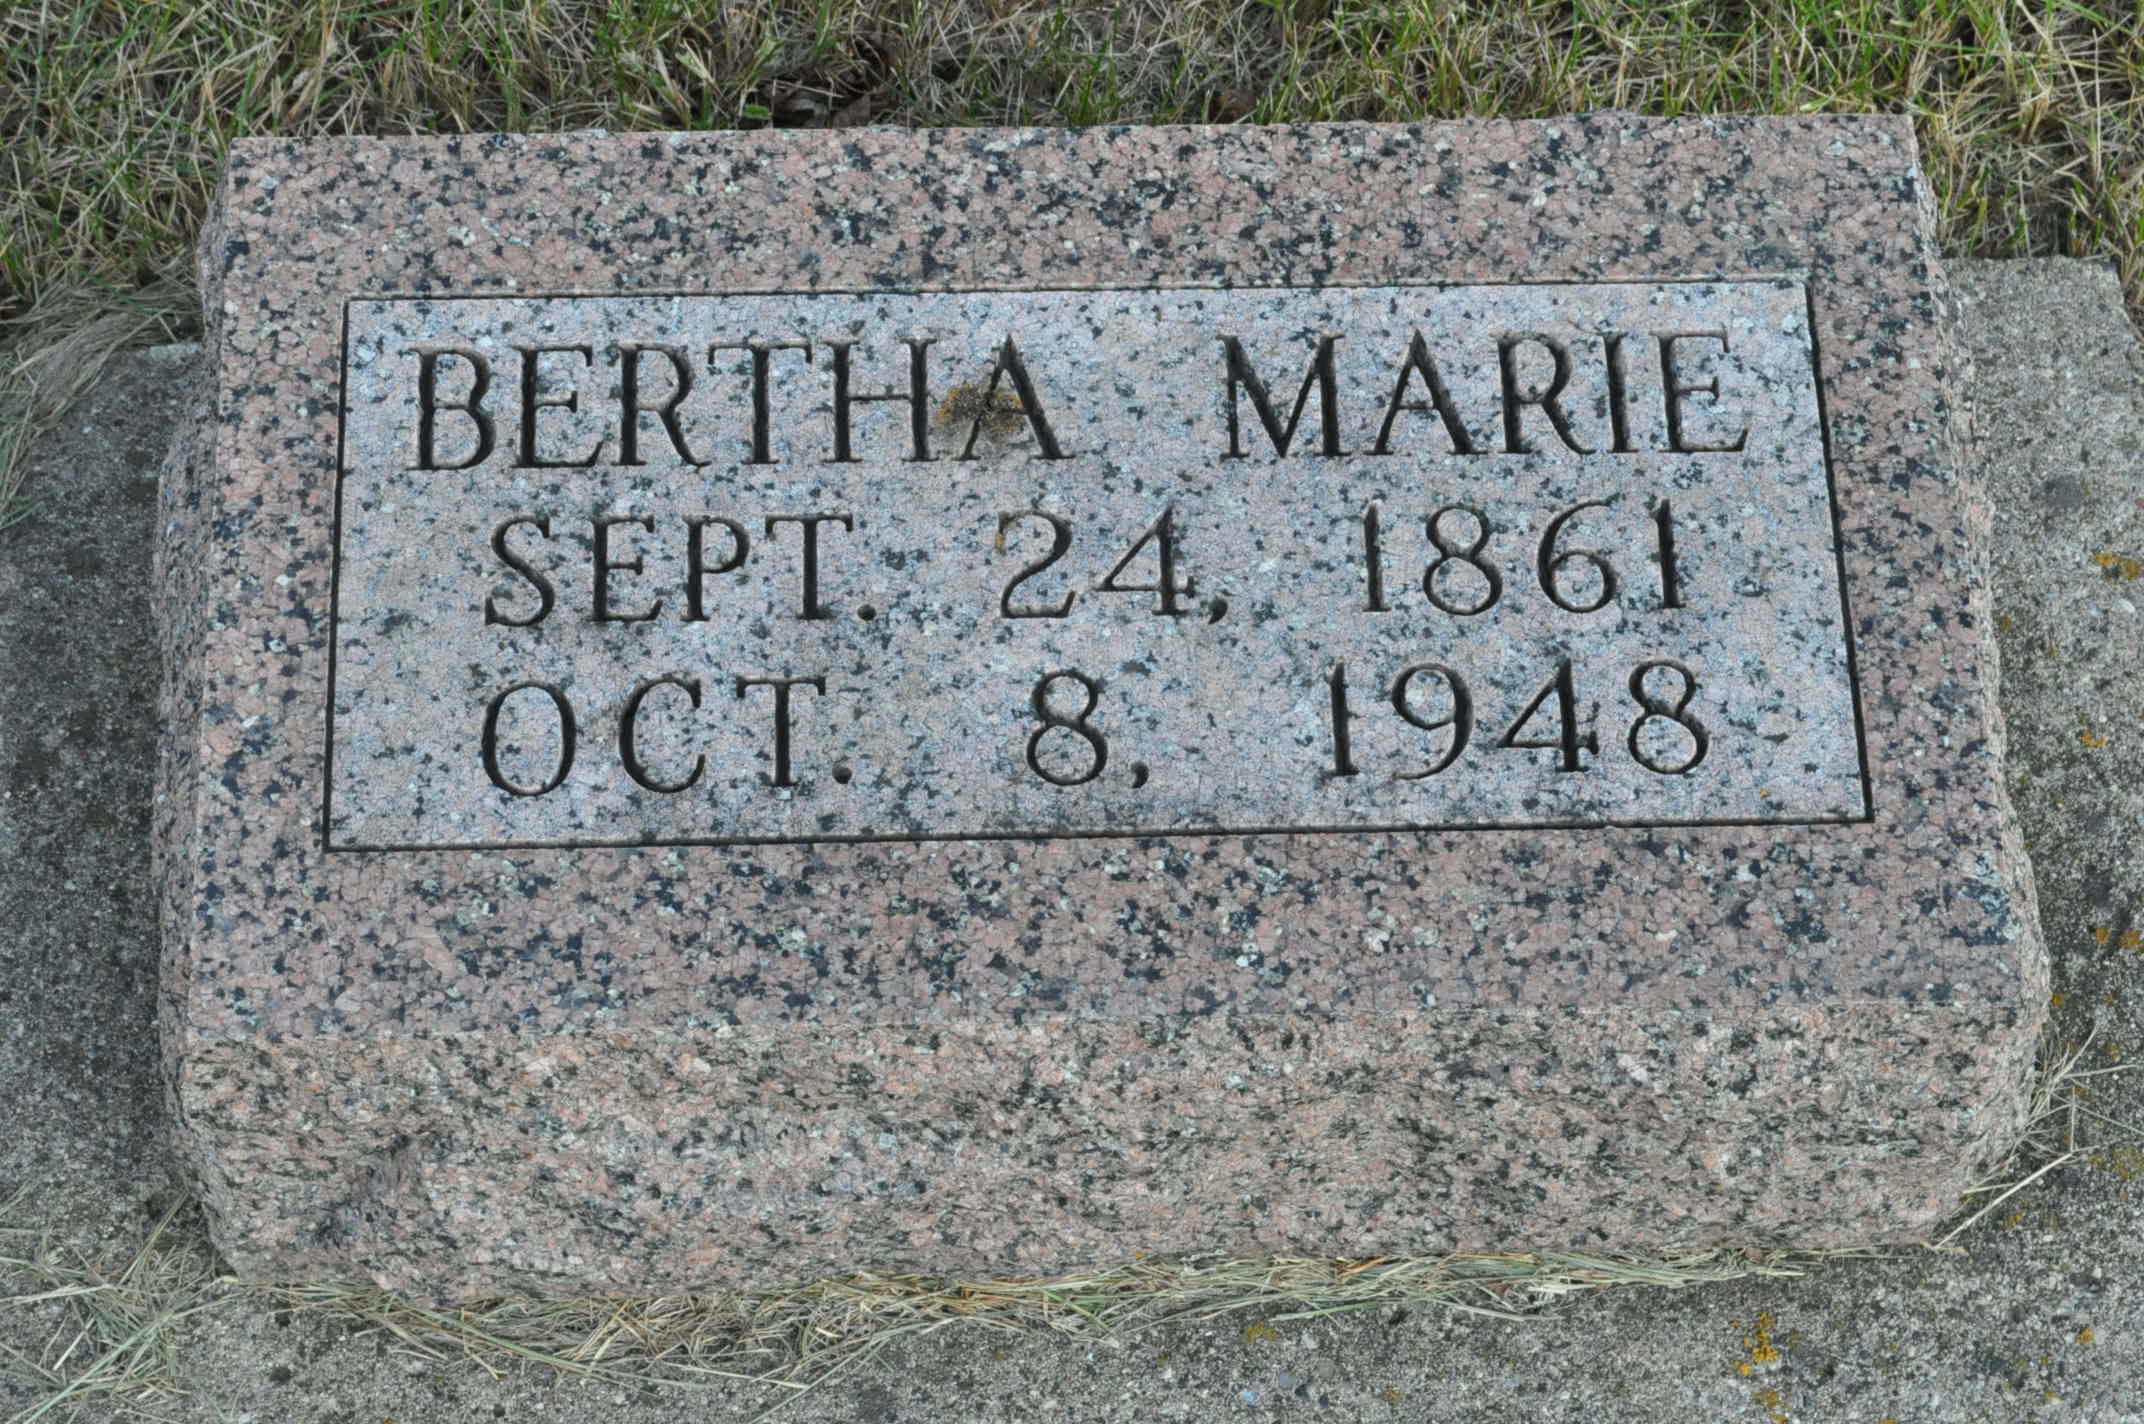 BERTHA MARIE
SEPT. 24, 1861
OCT. 8, 1948